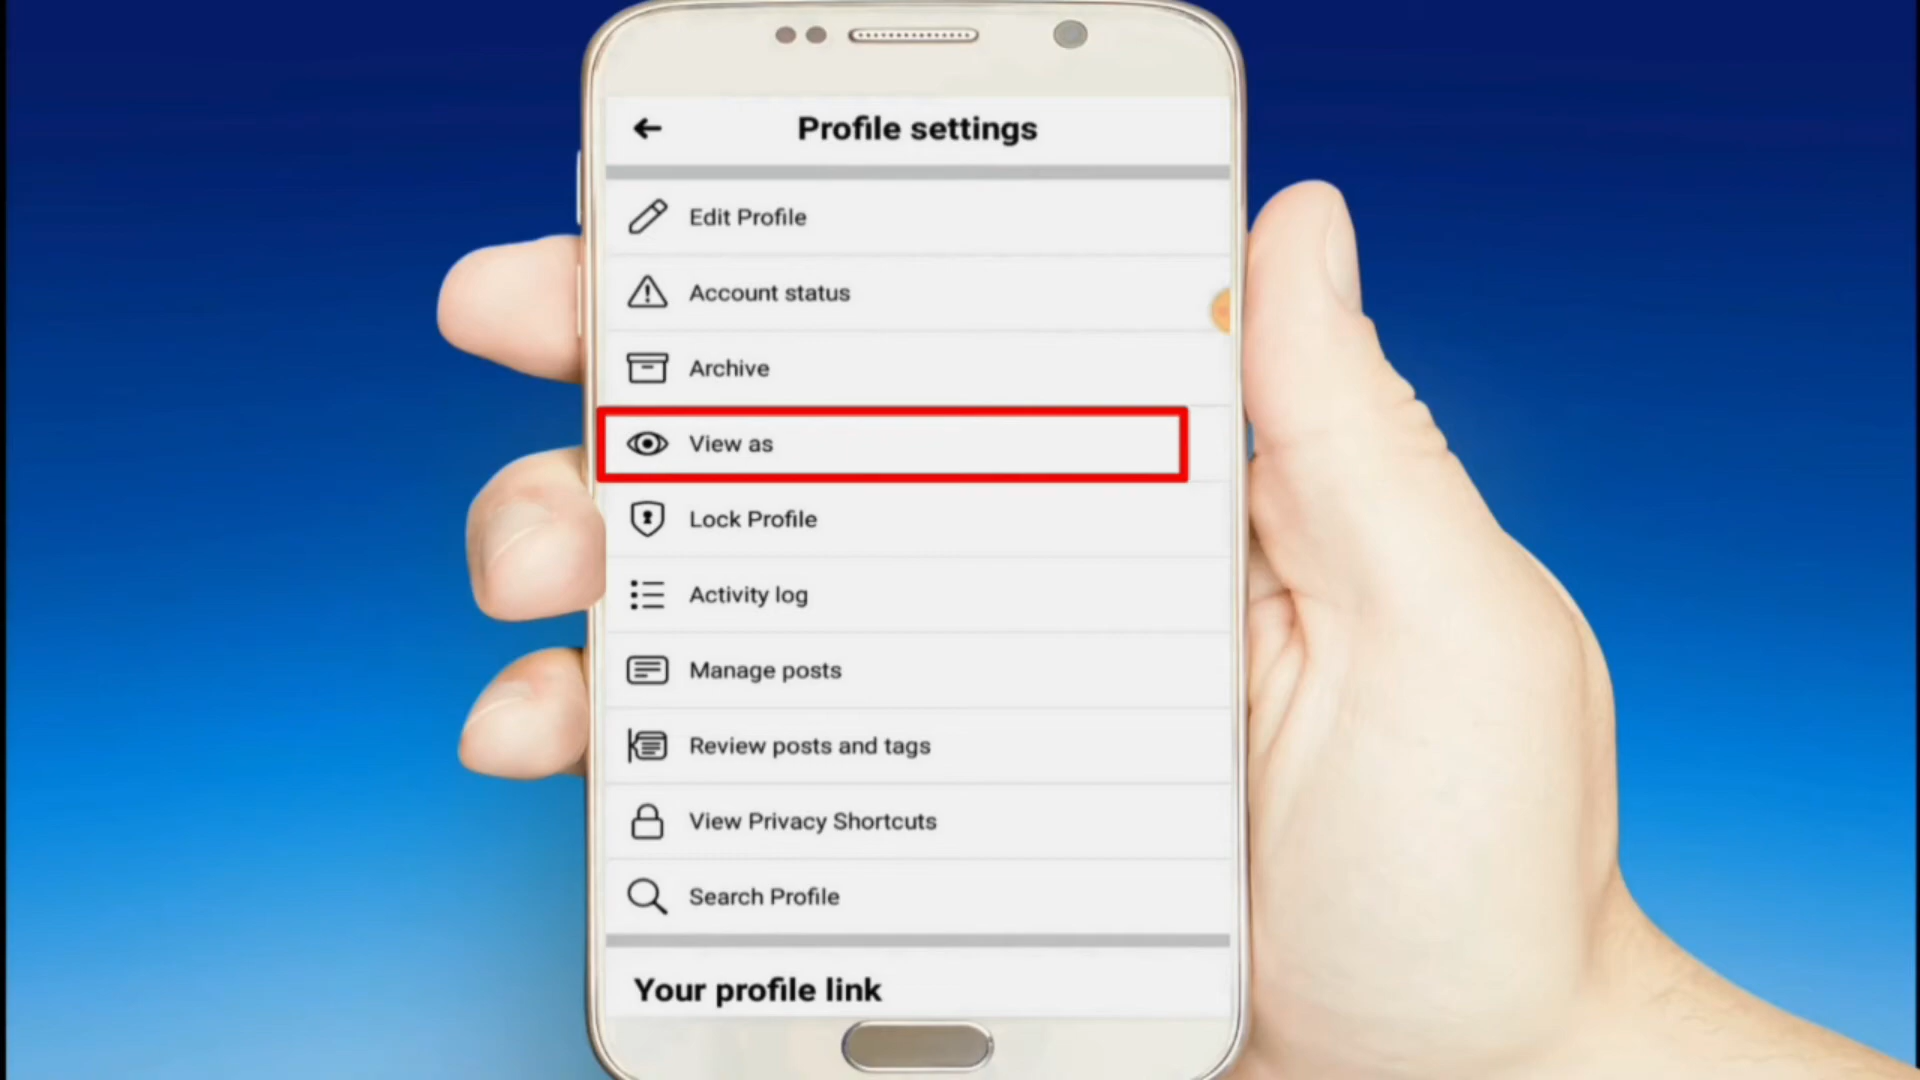 Profile settings
Edit Profile
Account status
Archive
View as
Lock Profile
Activity log
Manage posts
Review posts and tags
View Privacy Shortcuts
Search Profile
Your profile link